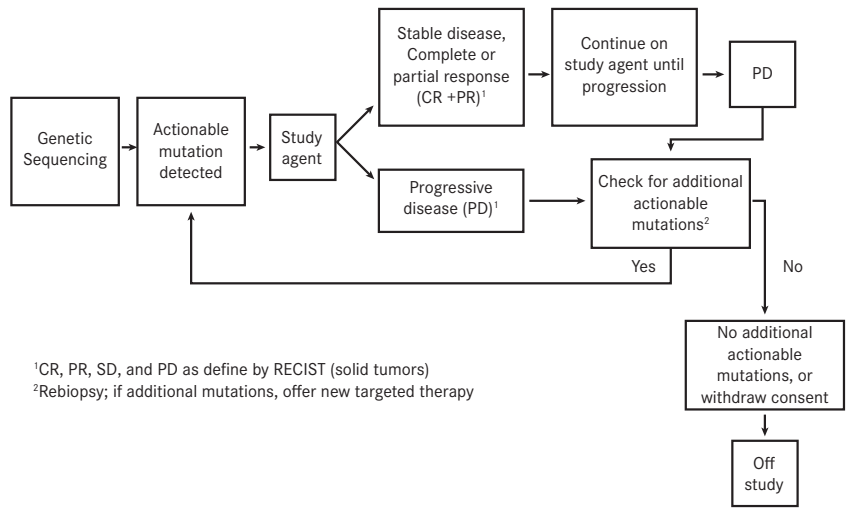 Genetic
Sequencing
Actionable
mutation
detected
Study
agent
Stable disease,
Complete or
partial response
(CR +PR)¹
Continue on
study agent until
progression
PD
Progressive
disease (PD)¹
Check for additional
actionable
mutations²
Yes
No
No additional
actionable
mutations, or
withdraw consent
Off
study
¹CR, PR, SD, and PD as define by RECIST (solid tumors)
²Rebiopsy; if additional mutations, offer new targeted therapy